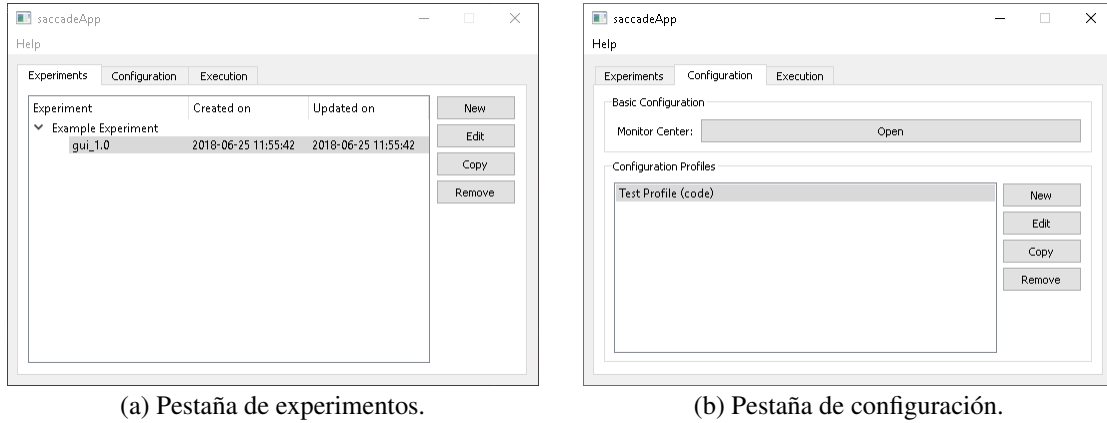 saccadeApp
Help
Experiments Configuration Execution
Experiment Created on Updated on
Example Experiment
gui_1.0 2018-06-25 11:55:42 2018-06-25 11:55:42
New
Edit
Copy
Remove
(a) Pestaña de experimentos.
saccadeApp
Help
Experiments Configuration Execution
Basic Configuration
Monitor Center: Open
Configuration Profiles
Test Profile (code)
New
Edit
Copy
Remove
(b) Pestaña de configuración.